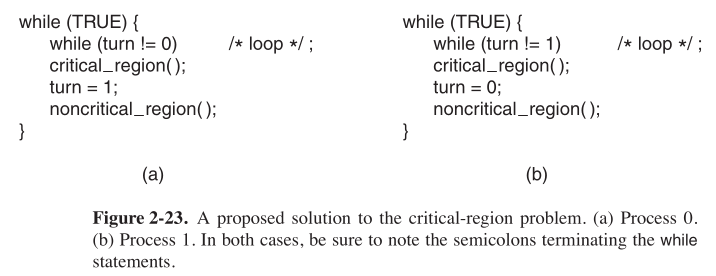 while (TRUE) {
while (turn != 0) /* loop */ ;
critical_region( );
turn = 1;
noncritical_region( );
}
(a)
while (TRUE) {
while (turn != 1) /* loop */ ;
critical_region( );
turn = 0;
noncritical_region( );
}
(b)
Figure 2-23. A proposed solution to the critical-region problem. (a) Process 0.
(b) Process 1. In both cases, be sure to note the semicolons terminating the while
statements.